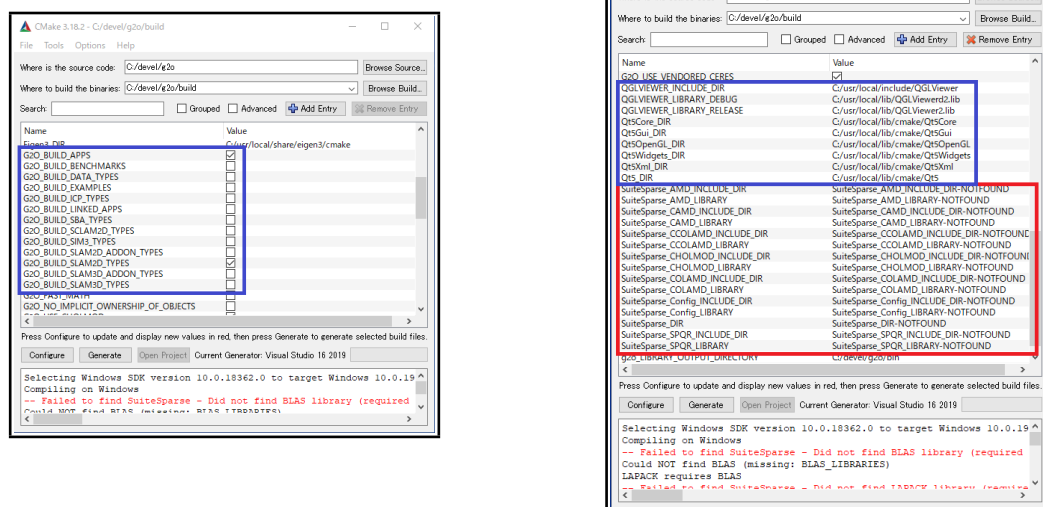 CMake 3.18.2 - C:/devel/g2o/build
File Tools Options Help
Where is the source code: C:/devel/g2o Browse Source...
Where to build the binaries: C:/devel/g2o/build Browse Build...
Search: Grouped Advanced Add Entry Remove Entry
Name Value
Eigen3_DIR C:/usr/local/share/eigen3/cmake
G2O_BUILD_APPS
G2O_BUILD_BENCHMARKS
G2O_BUILD_DATA_TYPES
G2O_BUILD_EXAMPLES
G2O_BUILD_ICP_TYPES
G2O_BUILD_LINKED_APPS
G2O_BUILD_SBA_TYPES
G2O_BUILD_SCLAM2D_TYPES
G2O_BUILD_SIM3_TYPES
G2O_BUILD_SLAM2D_ADDON_TYPES
G2O_BUILD_SLAM2D_TYPES
G2O_BUILD_SLAM3D_ADDON_TYPES
G2O_BUILD_SLAM3D_TYPES
G2O_FAST_MATH
G2O_NO_IMPLICIT_OWNERSHIP_OF_OBJECTS
Press Configure to update and display new values in red, then press Generate to generate selected build files.
Configure Generate Open Project Current Generator: Visual Studio 16 2019
Selecting Windows SDK version 10.0.18362.0 to target Windows 10.0.19
Compiling on Windows
-- Failed to find SuiteSparse - Did not find BLAS library (required
Could NOT find BLAS (missing: BLAS_LIBRARIES)
Where to build the binaries: C:/devel/g2o/build Browse Build...
Search: Grouped Advanced Add Entry Remove Entry
Name Value
G2O_USE_VENDORED_CERES
QGLVIEWER_INCLUDE_DIR C:/usr/local/include/QGLViewer
QGLVIEWER_LIBRARY_DEBUG C:/usr/local/lib/QGLViewerd2.lib
QGLVIEWER_LIBRARY_RELEASE C:/usr/local/lib/QGLViewer2.lib
Qt5Core_DIR C:/usr/local/lib/cmake/Qt5Core
Qt5Gui_DIR C:/usr/local/lib/cmake/Qt5Gui
Qt5OpenGL_DIR C:/usr/local/lib/cmake/Qt5OpenGL
Qt5Widgets_DIR C:/usr/local/lib/cmake/Qt5Widgets
Qt5Xml_DIR C:/usr/local/lib/cmake/Qt5Xml
Qt5_DIR C:/usr/local/lib/cmake/Qt5
SuiteSparse_AMD_INCLUDE_DIR SuiteSparse_AMD_INCLUDE_DIR-NOTFOUND
SuiteSparse_AMD_LIBRARY SuiteSparse_AMD_LIBRARY-NOTFOUND
SuiteSparse_CAMD_INCLUDE_DIR SuiteSparse_CAMD_INCLUDE_DIR-NOTFOUND
SuiteSparse_CAMD_LIBRARY SuiteSparse_CAMD_LIBRARY-NOTFOUND
SuiteSparse_CCOLAMD_INCLUDE_DIR SuiteSparse_CCOLAMD_INCLUDE_DIR-NOTFOUND
SuiteSparse_CCOLAMD_LIBRARY SuiteSparse_CCOLAMD_LIBRARY-NOTFOUND
SuiteSparse_CHOLMOD_INCLUDE_DIR SuiteSparse_CHOLMOD_INCLUDE_DIR-NOTFOUND
SuiteSparse_CHOLMOD_LIBRARY SuiteSparse_CHOLMOD_LIBRARY-NOTFOUND
SuiteSparse_COLAMD_INCLUDE_DIR SuiteSparse_COLAMD_INCLUDE_DIR-NOTFOUND
SuiteSparse_COLAMD_LIBRARY SuiteSparse_COLAMD_LIBRARY-NOTFOUND
SuiteSparse_Config_INCLUDE_DIR SuiteSparse_Config_INCLUDE_DIR-NOTFOUND
SuiteSparse_Config_LIBRARY SuiteSparse_Config_LIBRARY-NOTFOUND
SuiteSparse_DIR SuiteSparse_DIR-NOTFOUND
SuiteSparse_SPQR_INCLUDE_DIR SuiteSparse_SPQR_INCLUDE_DIR-NOTFOUND
SuiteSparse_SPQR_LIBRARY SuiteSparse_SPQR_LIBRARY-NOTFOUND
g2o_LIBRARY_OUTPUT_DIRECTORY C:/devel/g2o/bin
Press Configure to update and display new values in red, then press Generate to generate selected build files.
Configure Generate Open Project Current Generator: Visual Studio 16 2019
Selecting Windows SDK version 10.0.18362.0 to target Windows 10.0.19
Compiling on Windows
-- Failed to find SuiteSparse - Did not find BLAS library (required
Could NOT find BLAS (missing: BLAS_LIBRARIES)
LAPACK requires BLAS
-- Failed to find SuiteSparse - Did not find LAPACK library (require